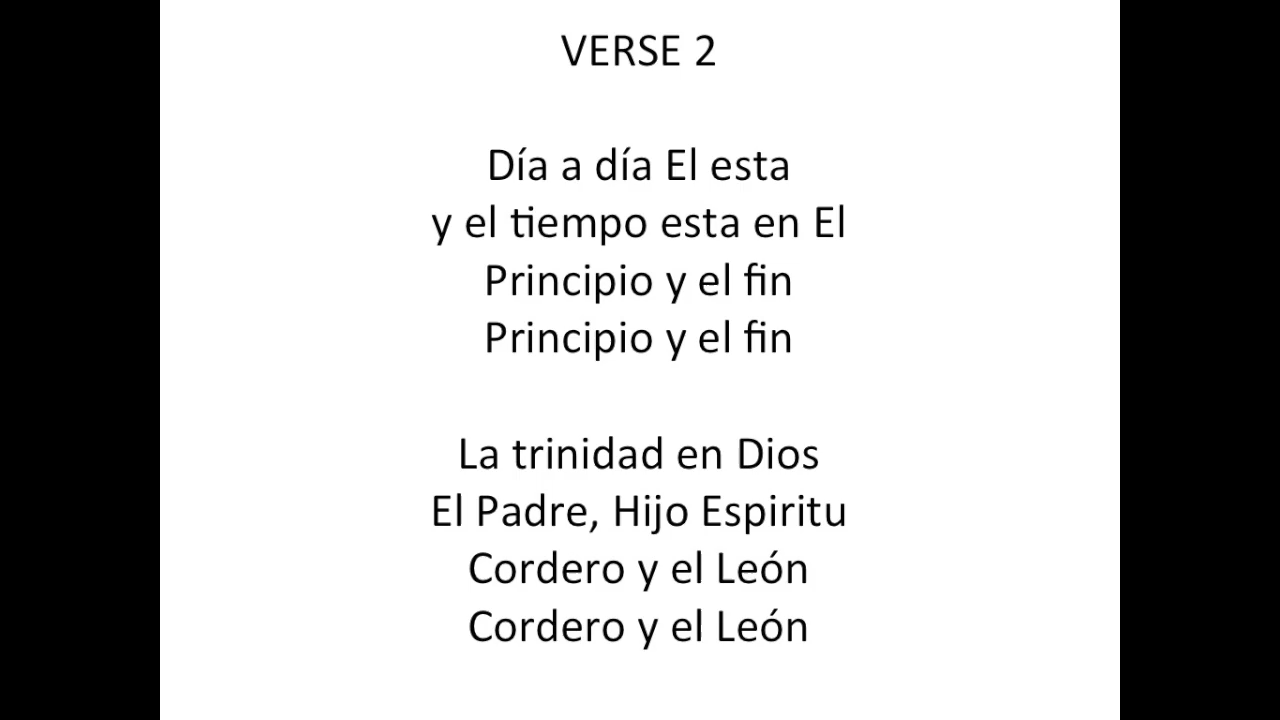 VERSE 2
Día a día El esta
y el tiempo esta en El
Principio y el fin
Principio y el fin
La trinidad en Dios
El Padre, Hijo Espiritu
Cordero y el León
Cordero y el León